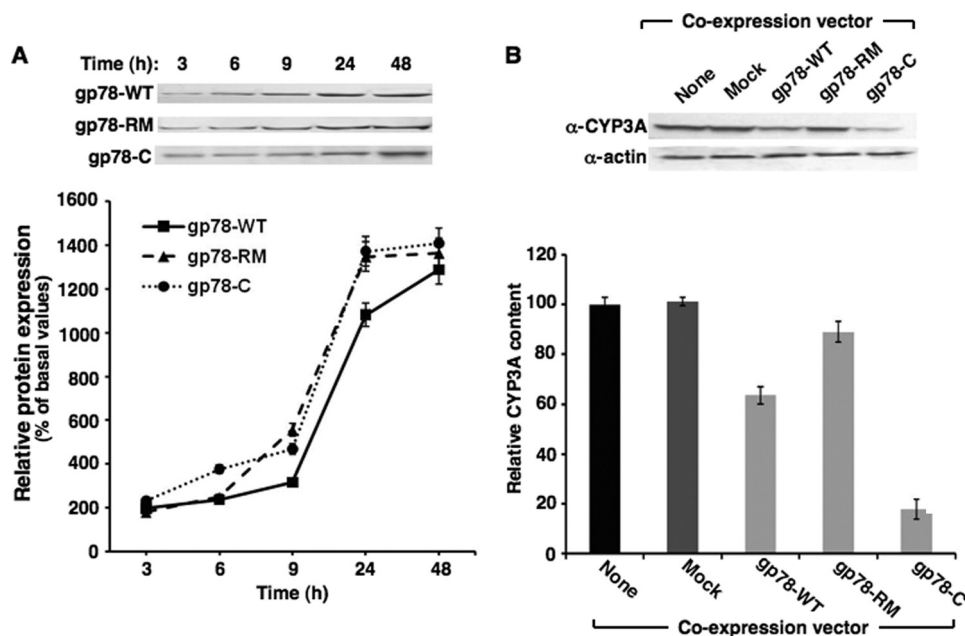 A
Time (h): 3 6 9 24 48
gp78-WT
gp78-RM
gp78-C
1600
1400
1200
1000
800
600
400
200
0
Relative protein expression
(% of basal values)
gp78-WT
gp78-RM
gp78-C
3 6 9 24 48
Time (h)
B
Co-expression vector
None Mock gp78-WT gp78-RM gp78-C
α-CYP3A
α-actin
120
100
80
60
40
20
0
Relative CYP3A content
None Mock gp78-WT gp78-RM gp78-C
Co-expression vector